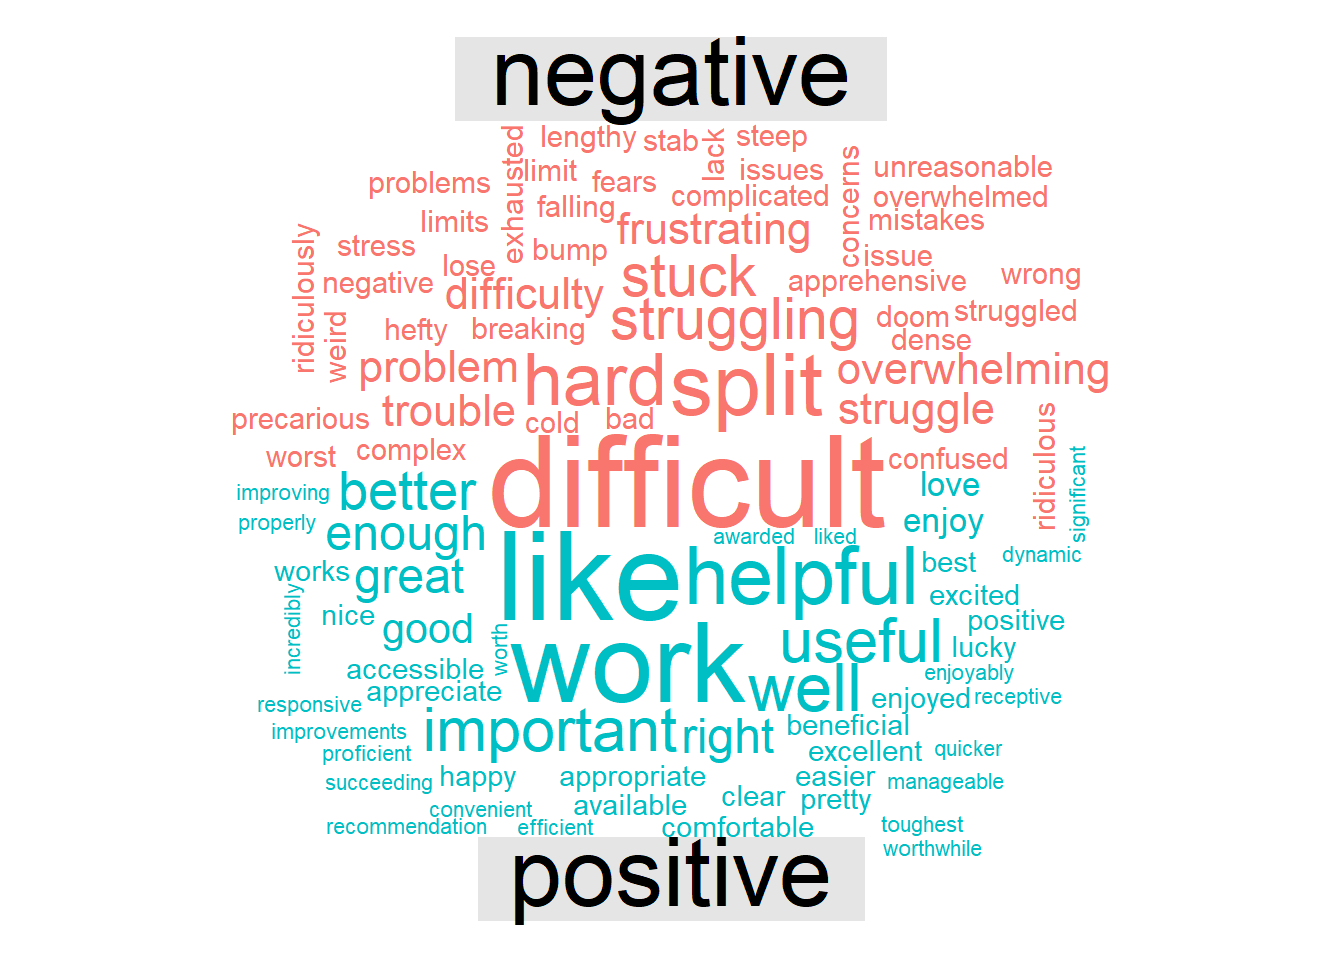 negative
lengthy stab lack steep
exhausted limit fears issues concerns unreasonable
problems complicated overwhelmed
limits falling frustrating mistakes
ridiculously stress bump issue
negative lose difficulty stuck apprehensive wrong
weird hefty breaking struggling doom struggled
dense
problem hard split overwhelming
precarious trouble cold bad struggle
worst complex confused ridiculous
difficult
improving better love significant
properly enough awarded liked enjoy
works great like helpful best dynamic
incredibly nice good excited
worth useful positive
accessible work lucky
responsive appreciate well enjoyed enjoyably receptive
improvements important right beneficial
proficient excellent quicker
succeeding happy appropriate easier manageable
convenient available clear pretty
recommendation efficient comfortable toughest
worthwhile
positive